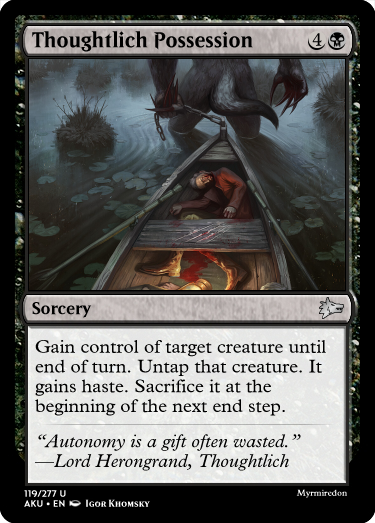 Thoughtlich Possession 4
Sorcery
Gain control of target creature until
end of turn. Untap that creature. It
gains haste. Sacrifice it at the
beginning of the next end step.
“Autonomy is a gift often wasted.”
—Lord Herongrand, Thoughtlich
119/277 U
Myrmiredon
AKU • EN Igor Khomsky